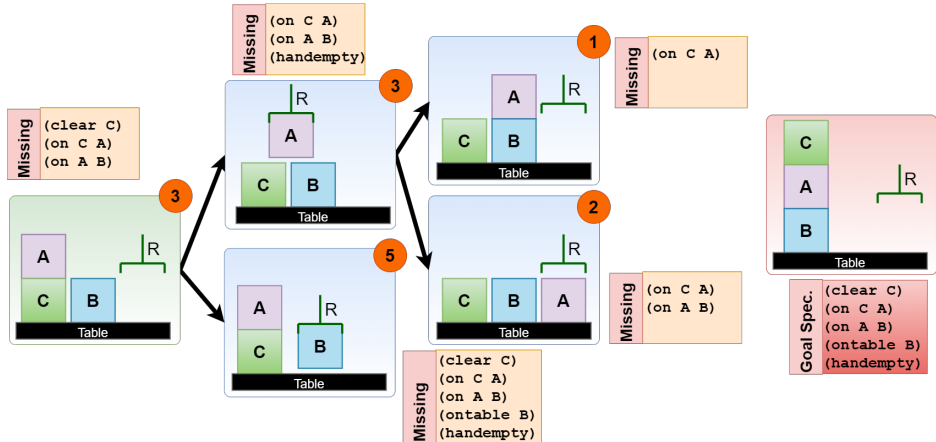 Missing
(clear C)
(on C A)
(on A B)
3
A
C
B
R
Table
Missing
(on C A)
(on A B)
(handempty)
3
R
A
C
B
Table
5
A
C
R
B
Table
Missing
(clear C)
(on C A)
(on A B)
(ontable B)
(handempty)
1
A
R
C
B
Table
Missing
(on C A)
2
R
C
B
A
Table
Missing
(on C A)
(on A B)
C
A
B
R
Table
Goal Spec.
(clear C)
(on C A)
(on A B)
(ontable B)
(handempty)